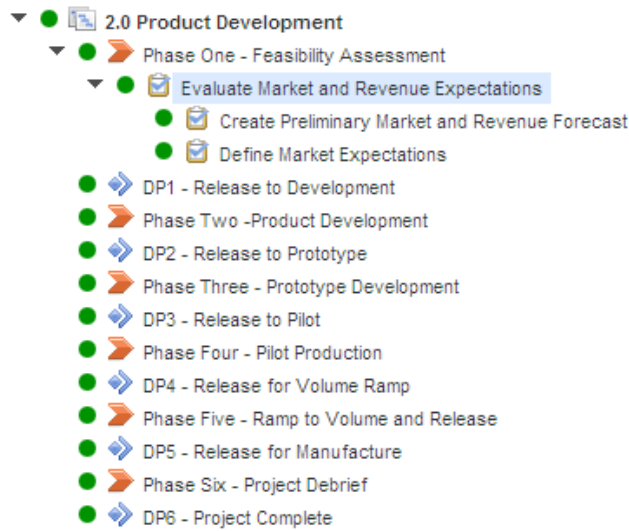 2.0 Product Development
Phase One - Feasibility Assessment
Evaluate Market and Revenue Expectations
Create Preliminary Market and Revenue Forecast
Define Market Expectations
DP1 - Release to Development
Phase Two -Product Development
DP2 - Release to Prototype
Phase Three - Prototype Development
DP3 - Release to Pilot
Phase Four - Pilot Production
DP4 - Release for Volume Ramp
Phase Five - Ramp to Volume and Release
DP5 - Release for Manufacture
Phase Six - Project Debrief
DP6 - Project Complete